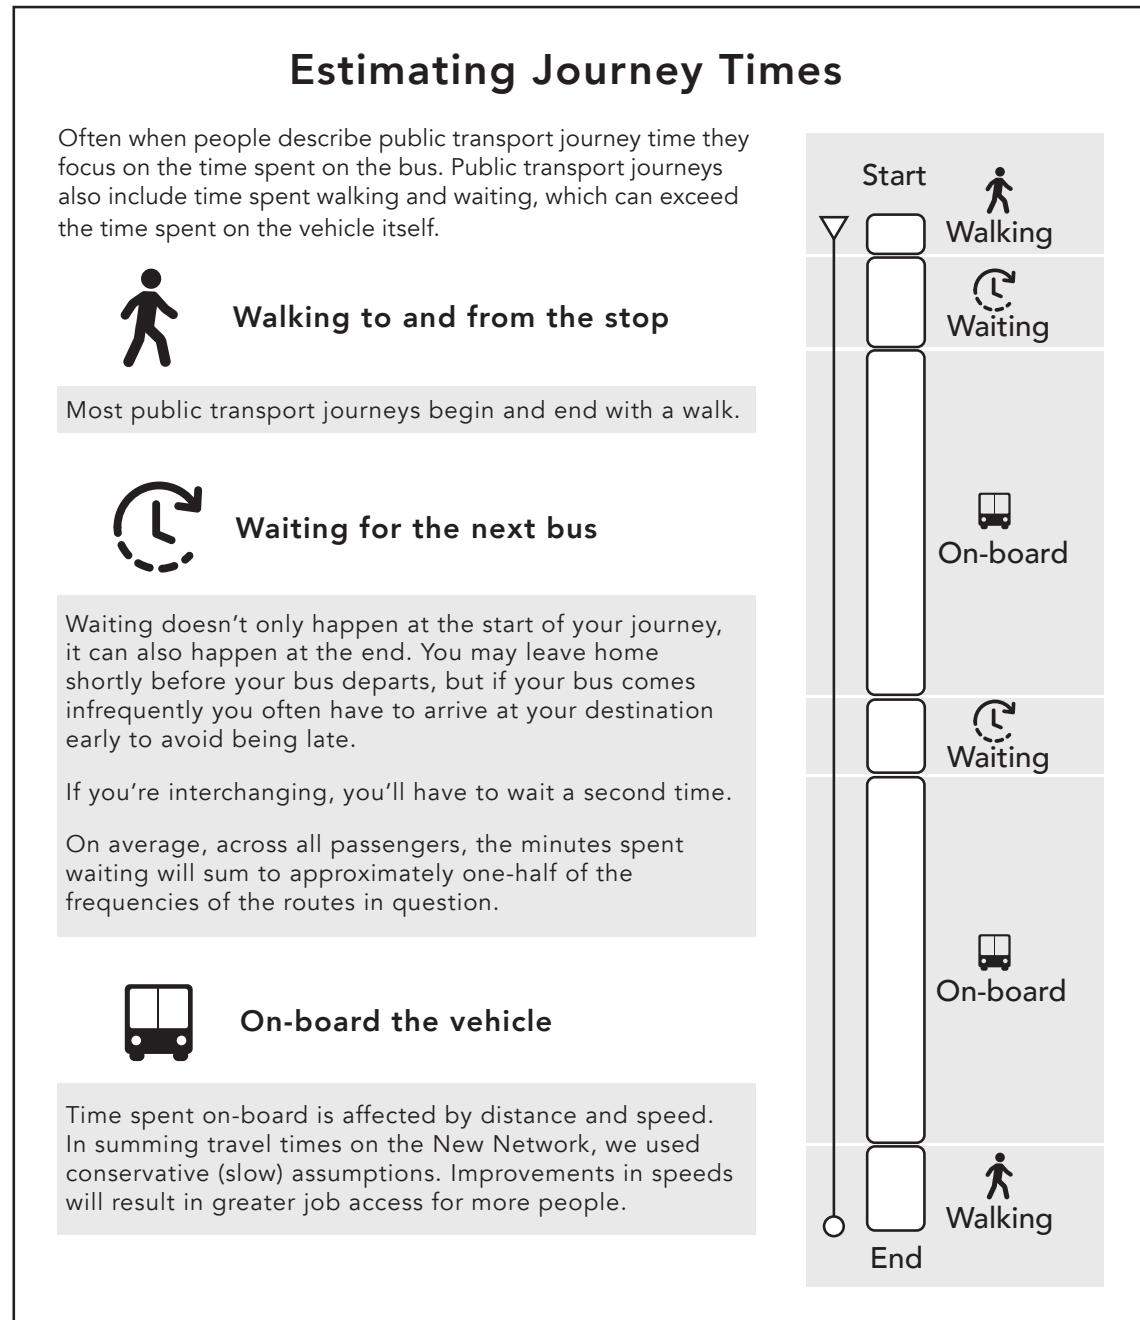 Estimating Journey Times
Often when people describe public transport journey time they
focus on the time spent on the bus. Public transport journeys
also include time spent walking and waiting, which can exceed
the time spent on the vehicle itself.
Walking to and from the stop
Most public transport journeys begin and end with a walk.
Waiting for the next bus
Waiting doesn’t only happen at the start of your journey,
it can also happen at the end. You may leave home
shortly before your bus departs, but if your bus comes
infrequently you often have to arrive at your destination
early to avoid being late.
If you’re interchanging, you’ll have to wait a second time.
On average, across all passengers, the minutes spent
waiting will sum to approximately one-half of the
frequencies of the routes in question.
On-board the vehicle
Time spent on-board is affected by distance and speed.
In summing travel times on the New Network, we used
conservative (slow) assumptions. Improvements in speeds
will result in greater job access for more people.
Start
Walking
Waiting
On-board
Waiting
On-board
Walking
End